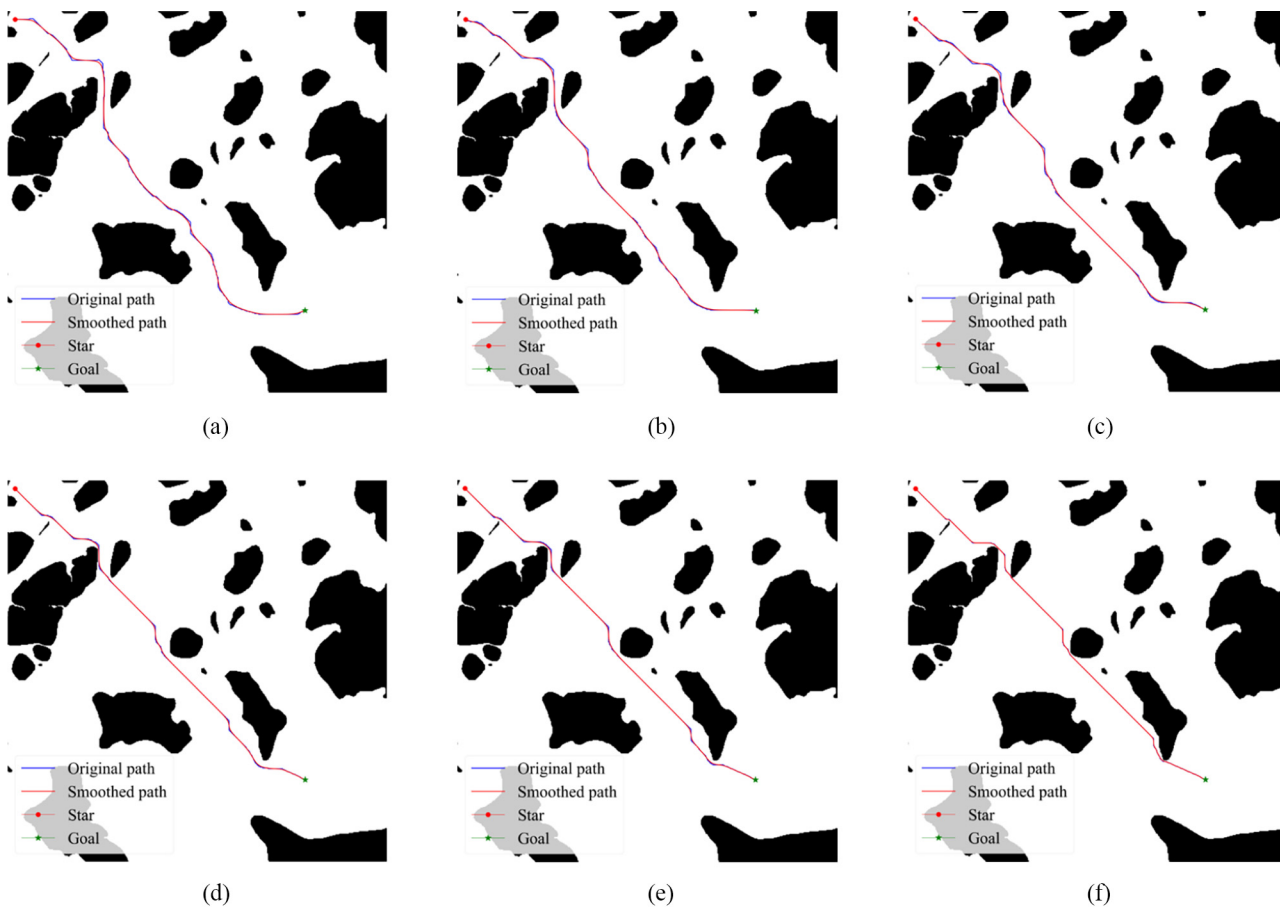 Original path
Smoothed path
Star
Goal
(a)
Original path
Smoothed path
Star
Goal
(b)
Original path
Smoothed path
Star
Goal
(c)
Original path
Smoothed path
Star
Goal
(d)
Original path
Smoothed path
Star
Goal
(e)
Original path
Smoothed path
Star
Goal
(f)